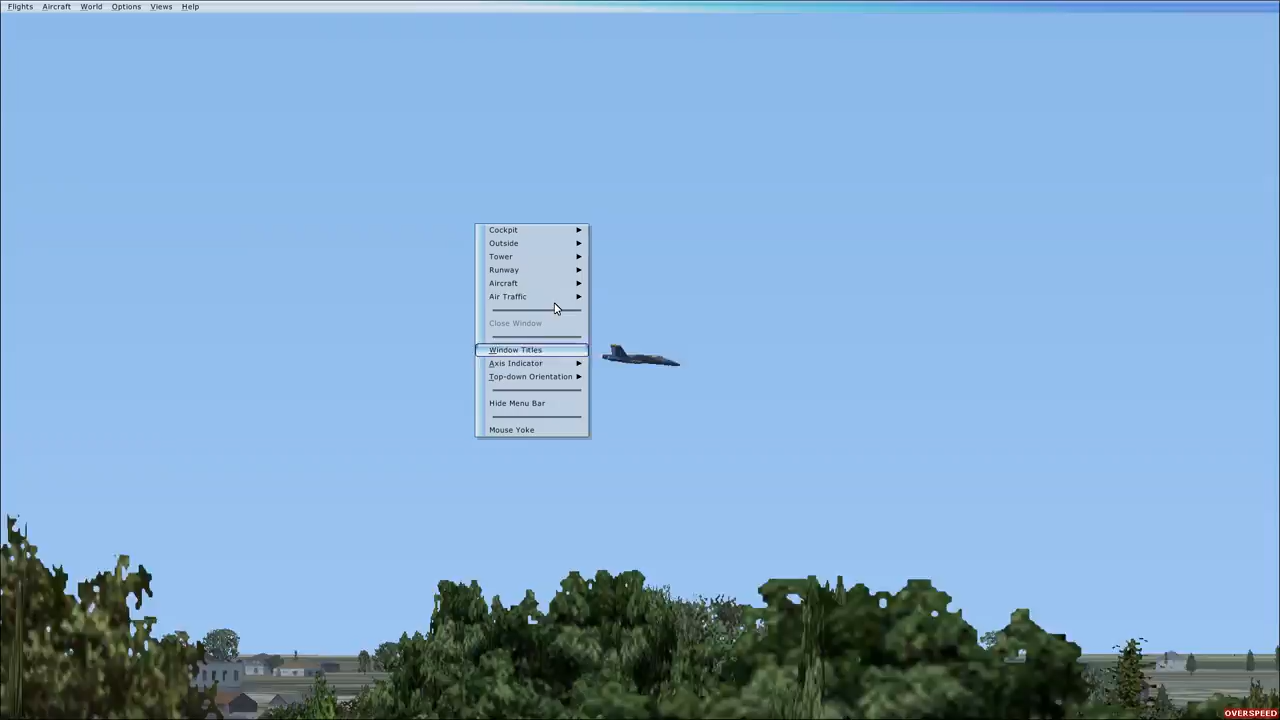 Flights Aircraft World Options Views Help
Cockpit
Outside
Tower
Runway
Aircraft
Air Traffic
Close Window
Window Titles
Axis Indicator
Top-down Orientation
Hide Menu Bar
Mouse Yoke
OVERSPEED